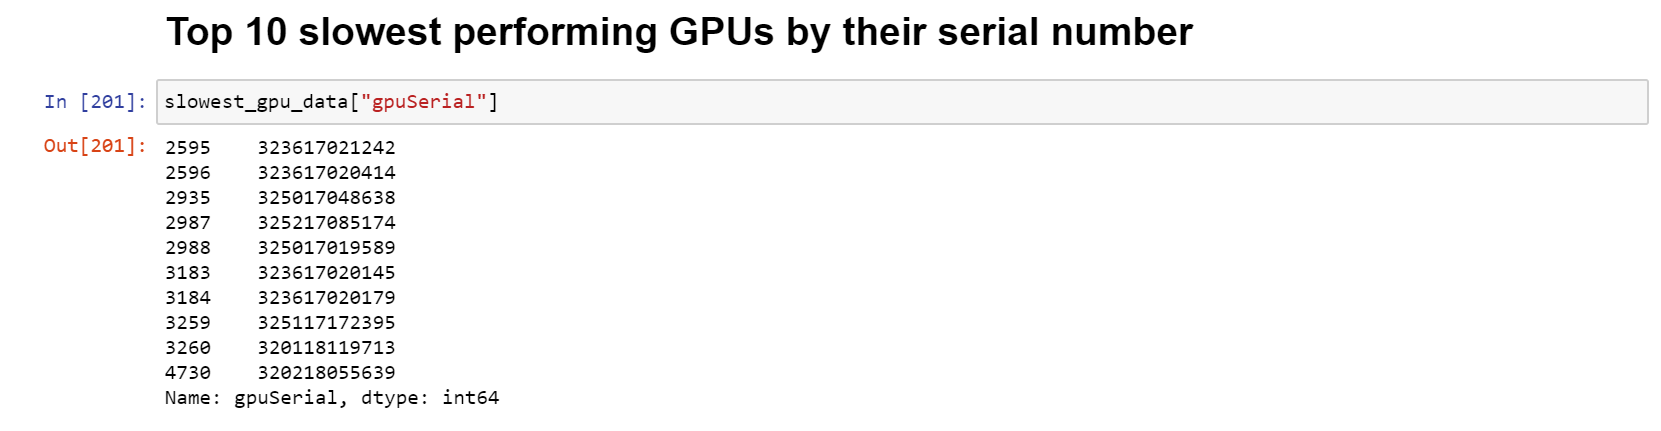 Top 10 slowest performing GPUs by their serial number
In [201]: slowest_gpu_data["gpuSerial"]
Out[201]: 2595    323617021242
2596    323617020414
2935    325017048638
2987    325217085174
2988    325017019589
3183    323617020145
3184    323617020179
3259    325117172395
3260    320118119713
4730    320218055639
Name: gpuSerial, dtype: int64